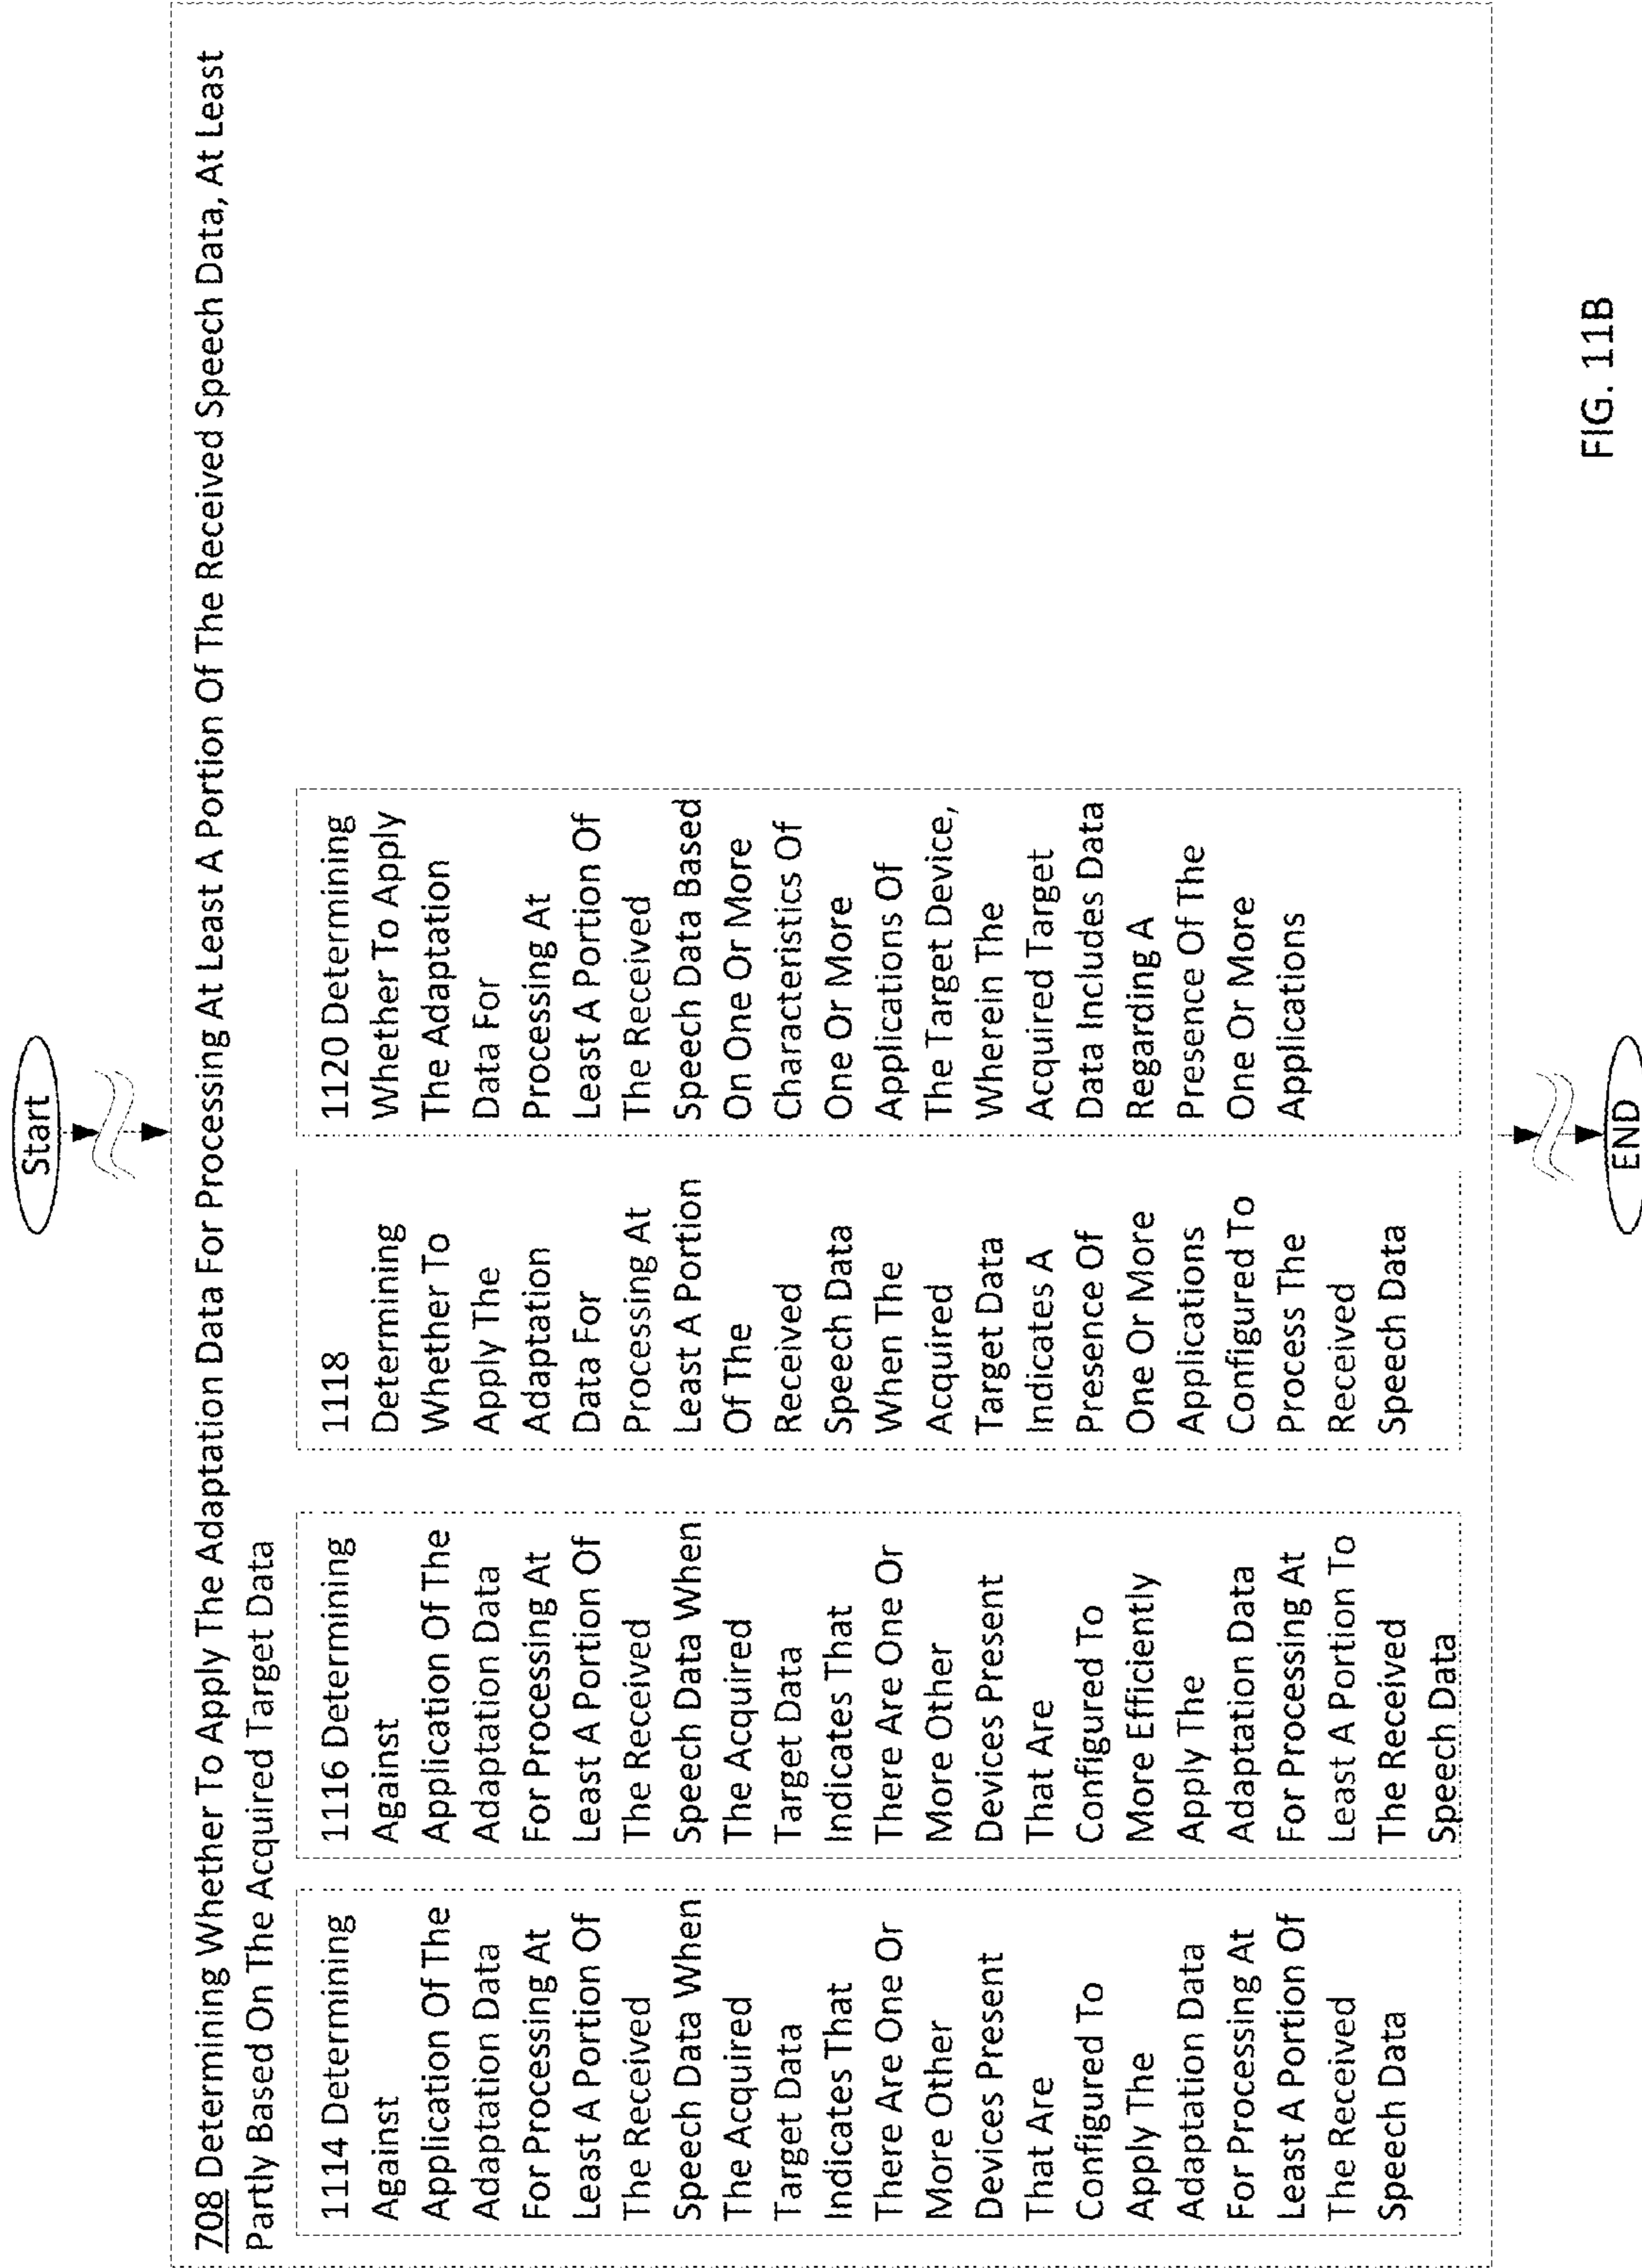 Start
708 Determining Whether To Apply The Adaptation Data For Processing At Least A Portion Of The Received Speech Data, At Least
Partly Based On The Acquired Target Data
1114 Determining
Against
Application Of The
Adaptation Data
For Processing At
Least A Portion Of
The Received
Speech Data When
The Acquired
Target Data
Indicates That
There Are One Or
More Other
Devices Present
That Are
Configured To
Apply The
Adaptation Data
For Processing At
Least A Portion Of
The Received
Speech Data
1116 Determining
Against
Application Of The
Adaptation Data
For Processing At
Least A Portion Of
The Received
Speech Data When
The Acquired
Target Data
Indicates That
There Are One Or
More Other
Devices Present
That Are
Configured To
More Efficiently
Apply The
Adaptation Data
For Processing At
Least A Portion To
The Received
Speech Data
1118
Determining
Whether To
Apply The
Adaptation
Data For
Processing At
Least A Portion
Of The
Received
Speech Data
When The
Acquired
Target Data
Indicates A
Presence Of
One Or More
Applications
Configured To
Process The
Received
Speech Data
1120 Determining
Whether To Apply
The Adaptation
Data For
Processing At
Least A Portion Of
The Received
Speech Data Based
On One Or More
Characteristics Of
One Or More
Applications Of
The Target Device,
Wherein The
Acquired Target
Data Includes Data
Regarding A
Presence Of The
One Or More
Applications
END
FIG. 11B